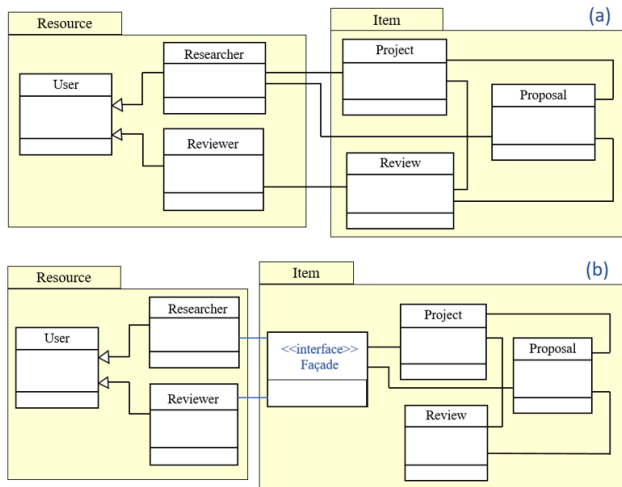 Resource
Item
(a)
Researcher
Project
User
Proposal
Reviewer
Review
Resource
Item
(b)
Researcher
Project
User
<<interface>>
Façade
Proposal
Reviewer
Review